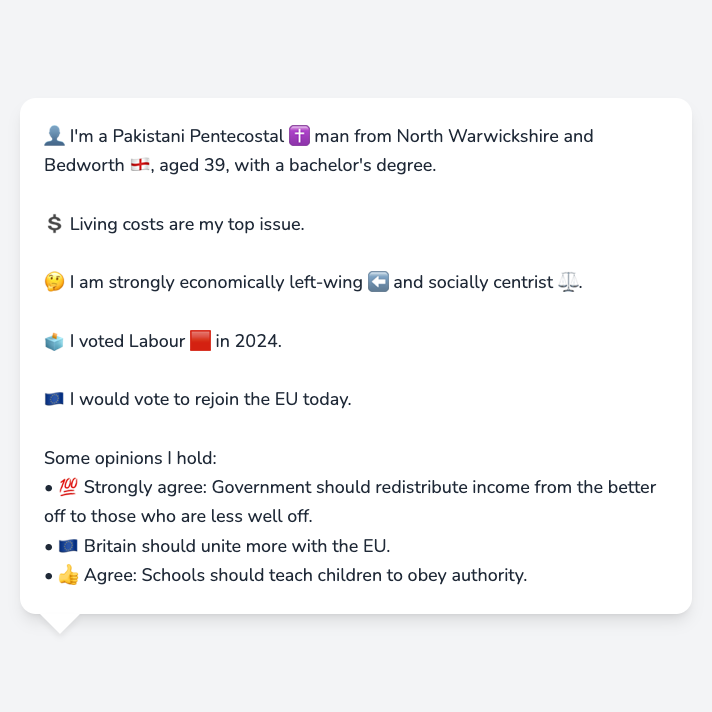 👤 I'm a Pakistani Pentecostal ✝️ man from North Warwickshire and
Bedworth 🏴󠁧󠁢󠁥󠁮󠁧󠁿, aged 39, with a bachelor's degree.
💲 Living costs are my top issue.
🤔 I am strongly economically left-wing ⬅️ and socially centrist ⚖️.
🗳️ I voted Labour 🟥 in 2024.
🇪🇺 I would vote to rejoin the EU today.
Some opinions I hold:
• 💯 Strongly agree: Government should redistribute income from the better
off to those who are less well off.
• 🇪🇺 Britain should unite more with the EU.
• 👍 Agree: Schools should teach children to obey authority.